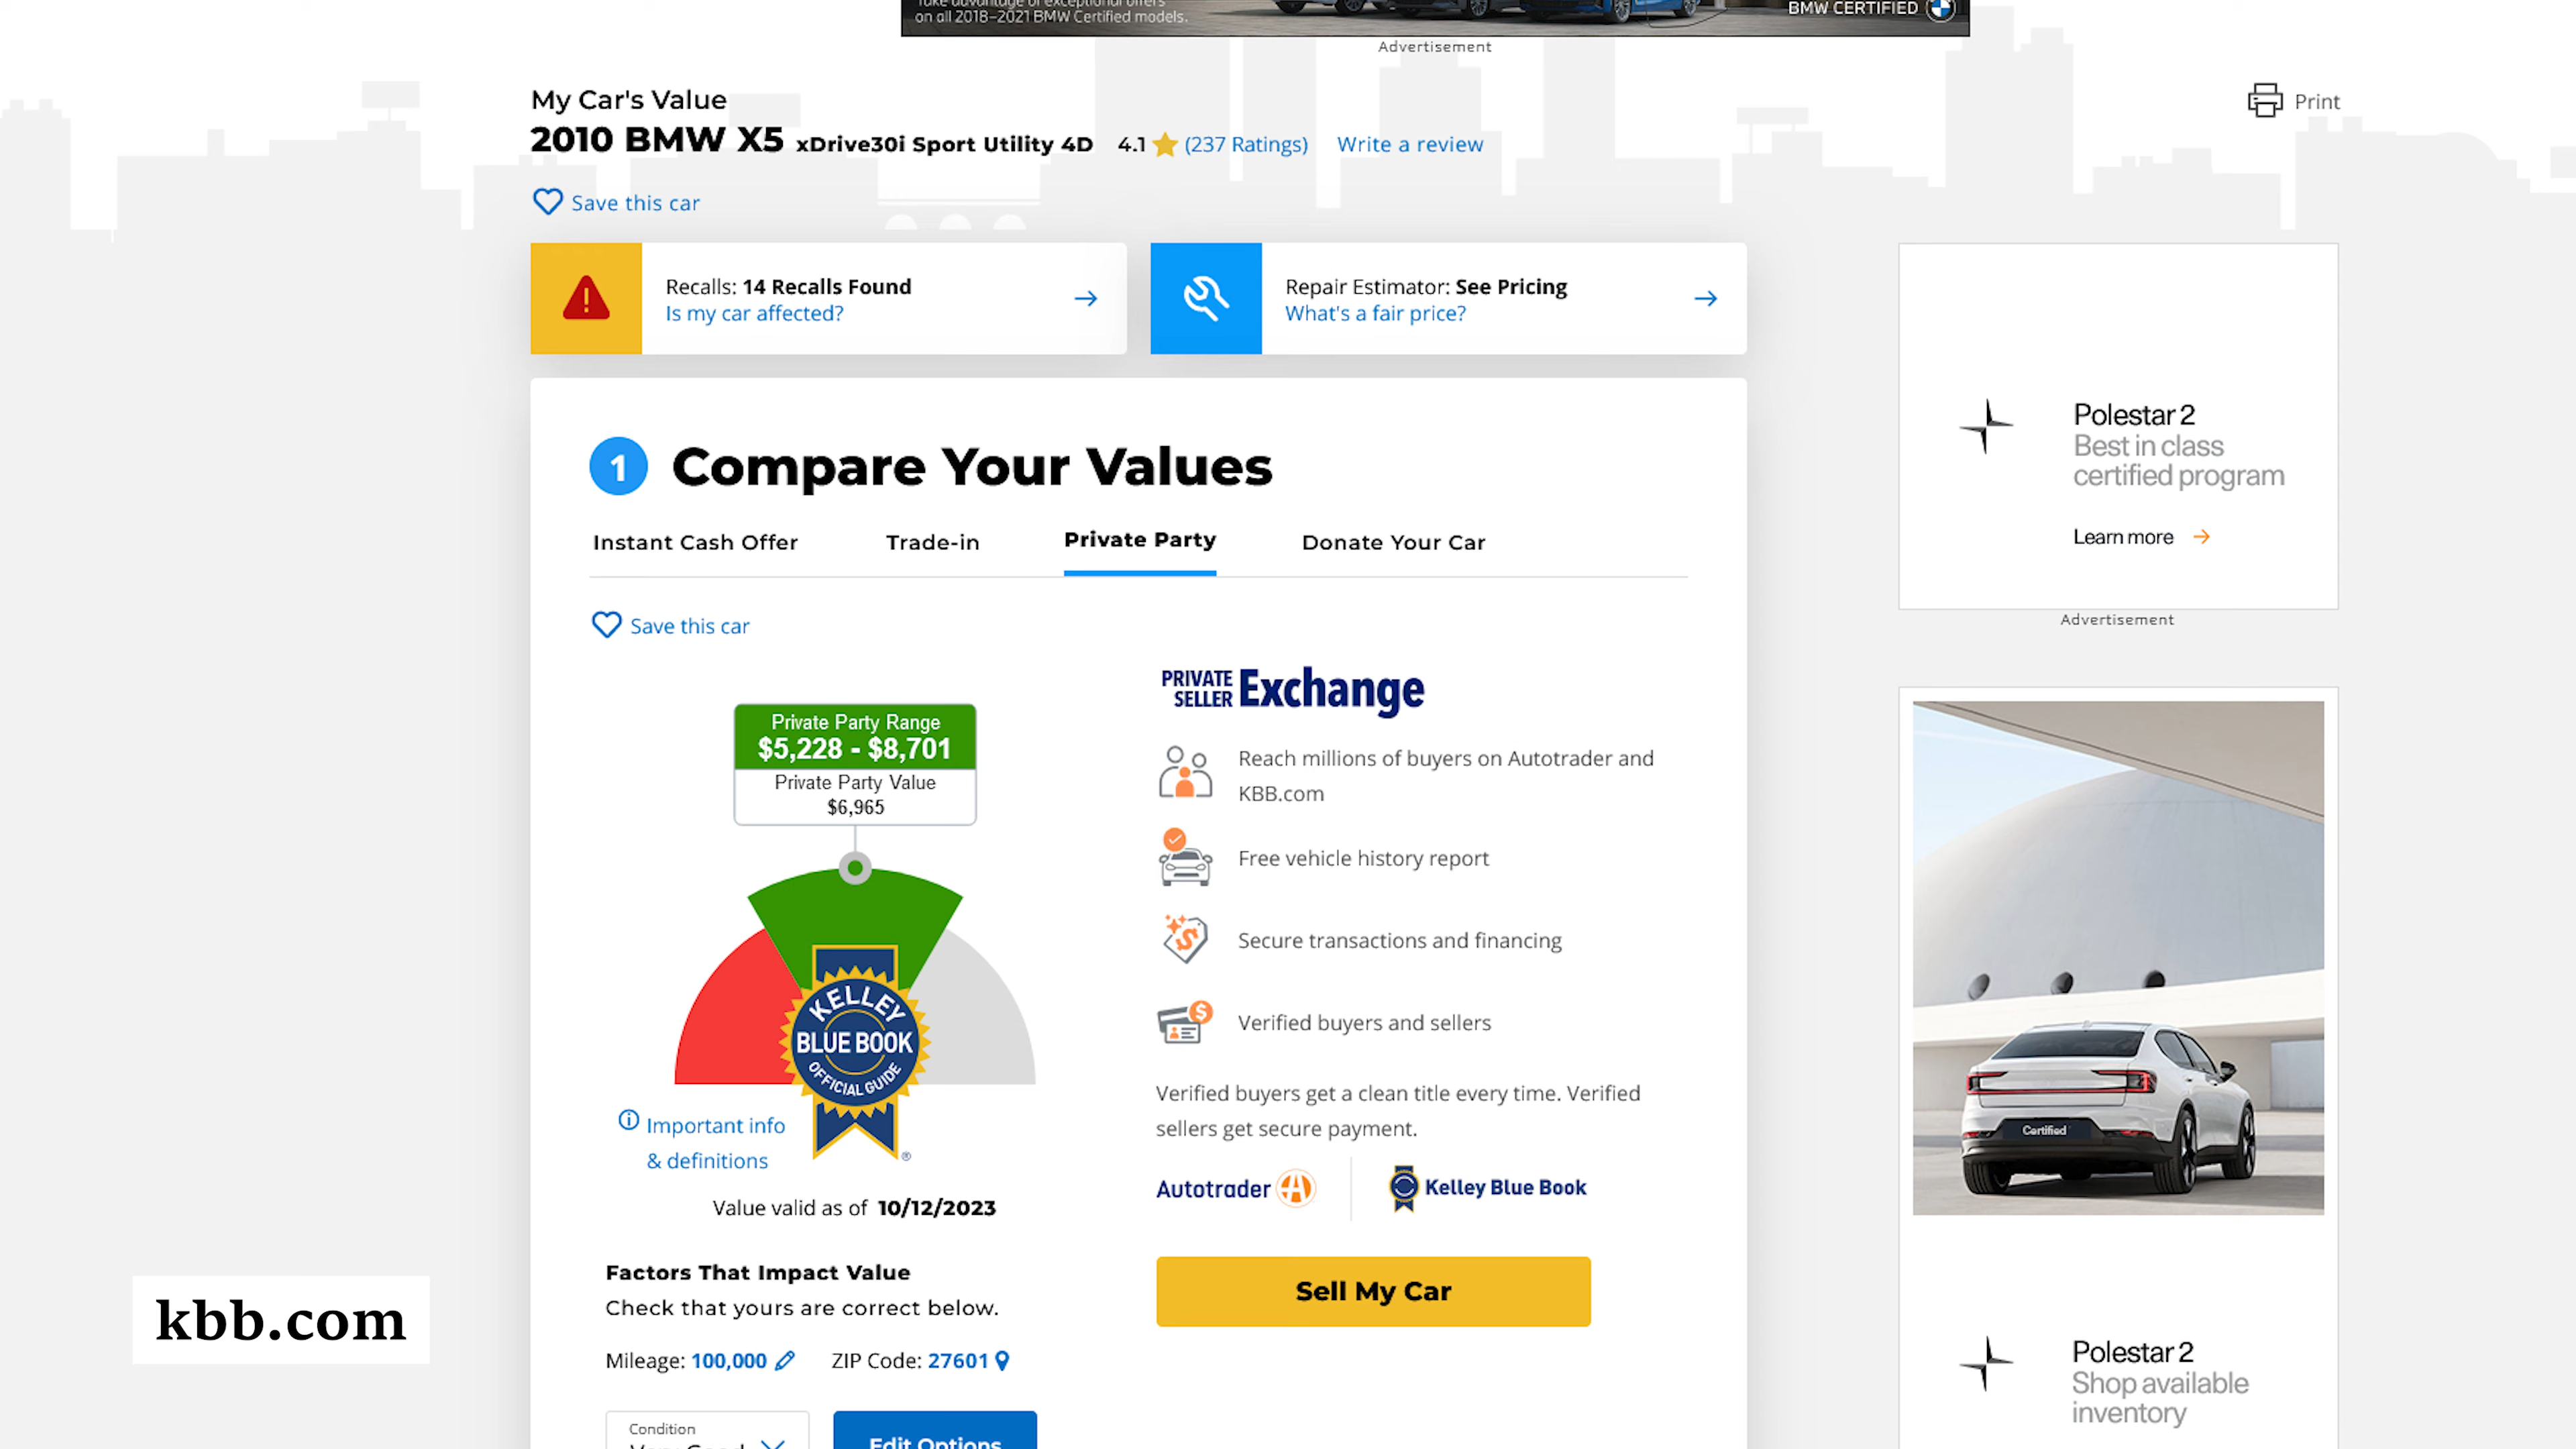 Take advantage of exceptional offers
on all 2018–2021 BMW Certified models.
BMW CERTIFIED
Advertisement
My Car's Value
2010 BMW X5 xDrive30i Sport Utility 4D 4.1 (237 Ratings) Write a review
Print
Save this car
Recalls: 14 Recalls Found
Is my car affected?
Repair Estimator: See Pricing
What's a fair price?
1 Compare Your Values
Instant Cash Offer Trade-in Private Party Donate Your Car
Save this car
Private Party Range
$5,228 - $8,701
Private Party Value
$6,965
KELLEY
BLUE BOOK
OFFICIAL GUIDE
®
Important info
& definitions
Value valid as of 10/12/2023
Factors That Impact Value
Check that yours are correct below.
Mileage: 100,000 ZIP Code: 27601
Condition
Very Good
Edit Options
PRIVATE
SELLER Exchange
Reach millions of buyers on Autotrader and
KBB.com
Free vehicle history report
Secure transactions and financing
Verified buyers and sellers
Verified buyers get a clean title every time. Verified
sellers get secure payment.
Autotrader Kelley Blue Book
Sell My Car
Polestar 2
Best in class
certified program
Learn more
Advertisement
Certified
Polestar 2
Shop available
inventory
kbb.com